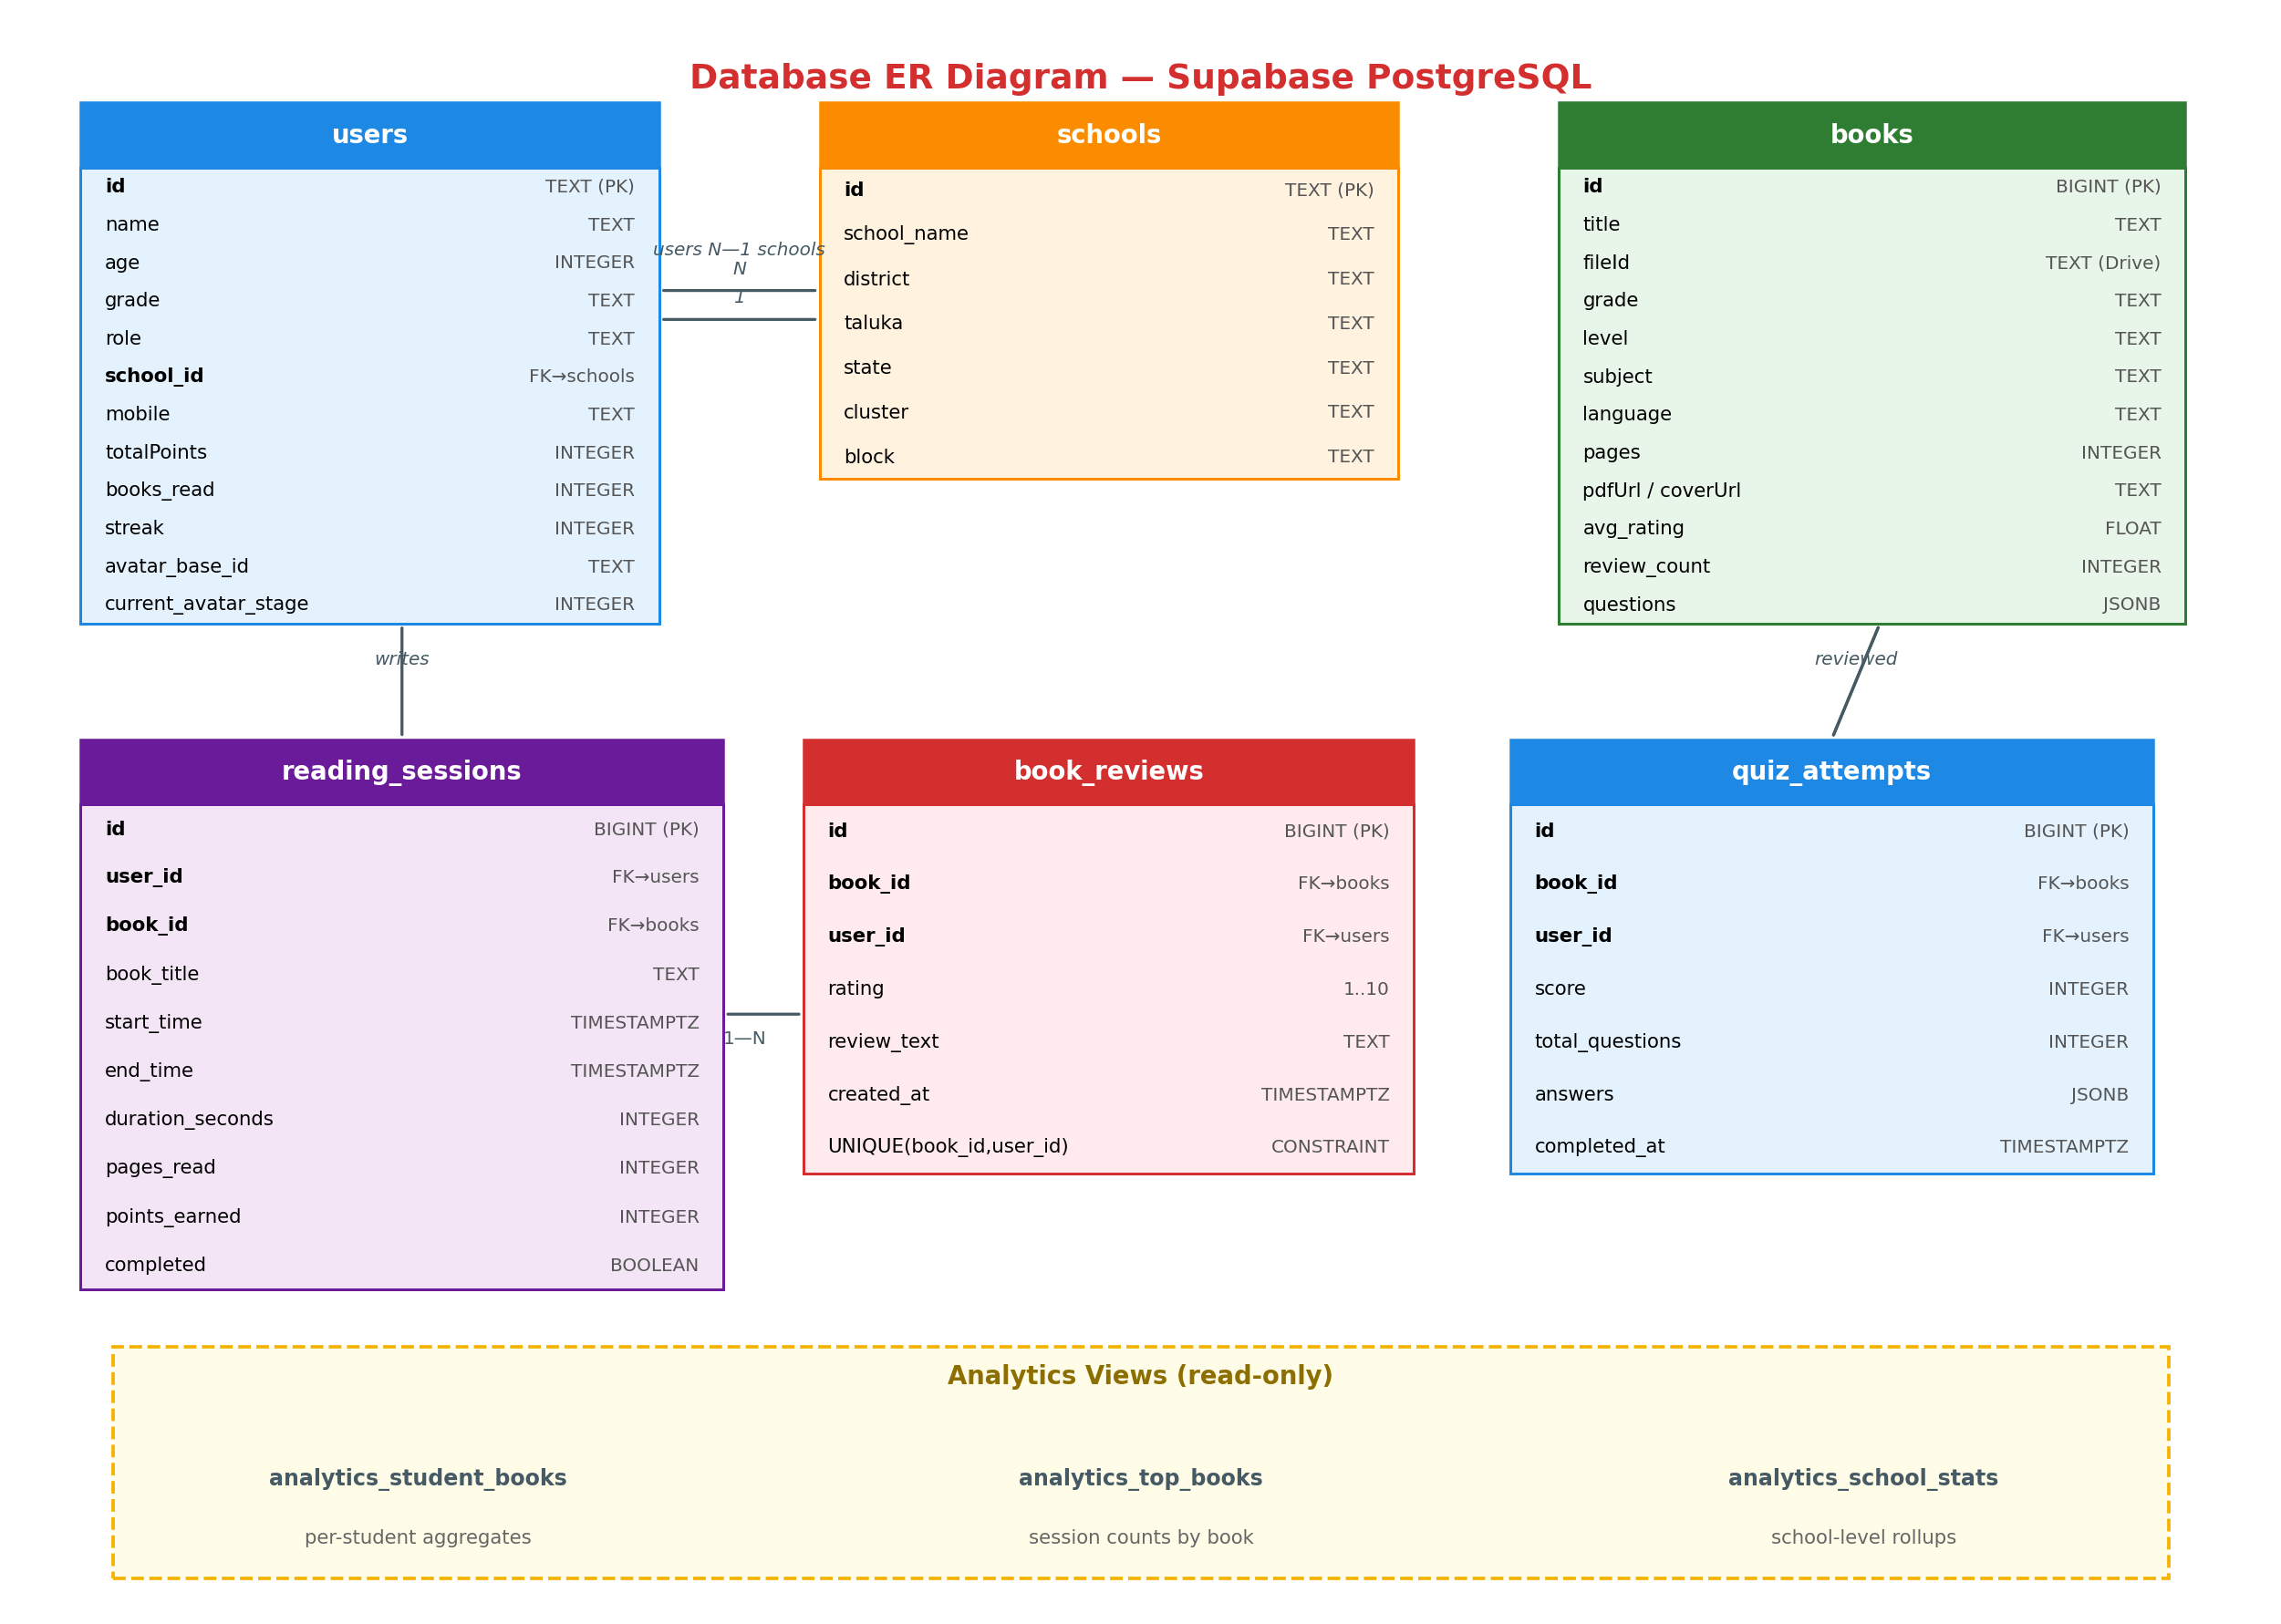 Database ER Diagram — Supabase PostgreSQL
users
id TEXT (PK)
name TEXT
age INTEGER
grade TEXT
role TEXT
school_id FK→schools
mobile TEXT
totalPoints INTEGER
books_read INTEGER
streak INTEGER
avatar_base_id TEXT
current_avatar_stage INTEGER
users N—1 schools
N
1
schools
id TEXT (PK)
school_name TEXT
district TEXT
taluka TEXT
state TEXT
cluster TEXT
block TEXT
books
id BIGINT (PK)
title TEXT
fileId TEXT (Drive)
grade TEXT
level TEXT
subject TEXT
language TEXT
pages INTEGER
pdfUrl / coverUrl TEXT
avg_rating FLOAT
review_count INTEGER
questions JSONB
writes
reviewed
reading_sessions
id BIGINT (PK)
user_id FK→users
book_id FK→books
book_title TEXT
start_time TIMESTAMPTZ
end_time TIMESTAMPTZ
duration_seconds INTEGER
pages_read INTEGER
points_earned INTEGER
completed BOOLEAN
1—N
book_reviews
id BIGINT (PK)
book_id FK→books
user_id FK→users
rating 1..10
review_text TEXT
created_at TIMESTAMPTZ
UNIQUE(book_id,user_id) CONSTRAINT
quiz_attempts
id BIGINT (PK)
book_id FK→books
user_id FK→users
score INTEGER
total_questions INTEGER
answers JSONB
completed_at TIMESTAMPTZ
Analytics Views (read-only)
analytics_student_books
per-student aggregates
analytics_top_books
session counts by book
analytics_school_stats
school-level rollups